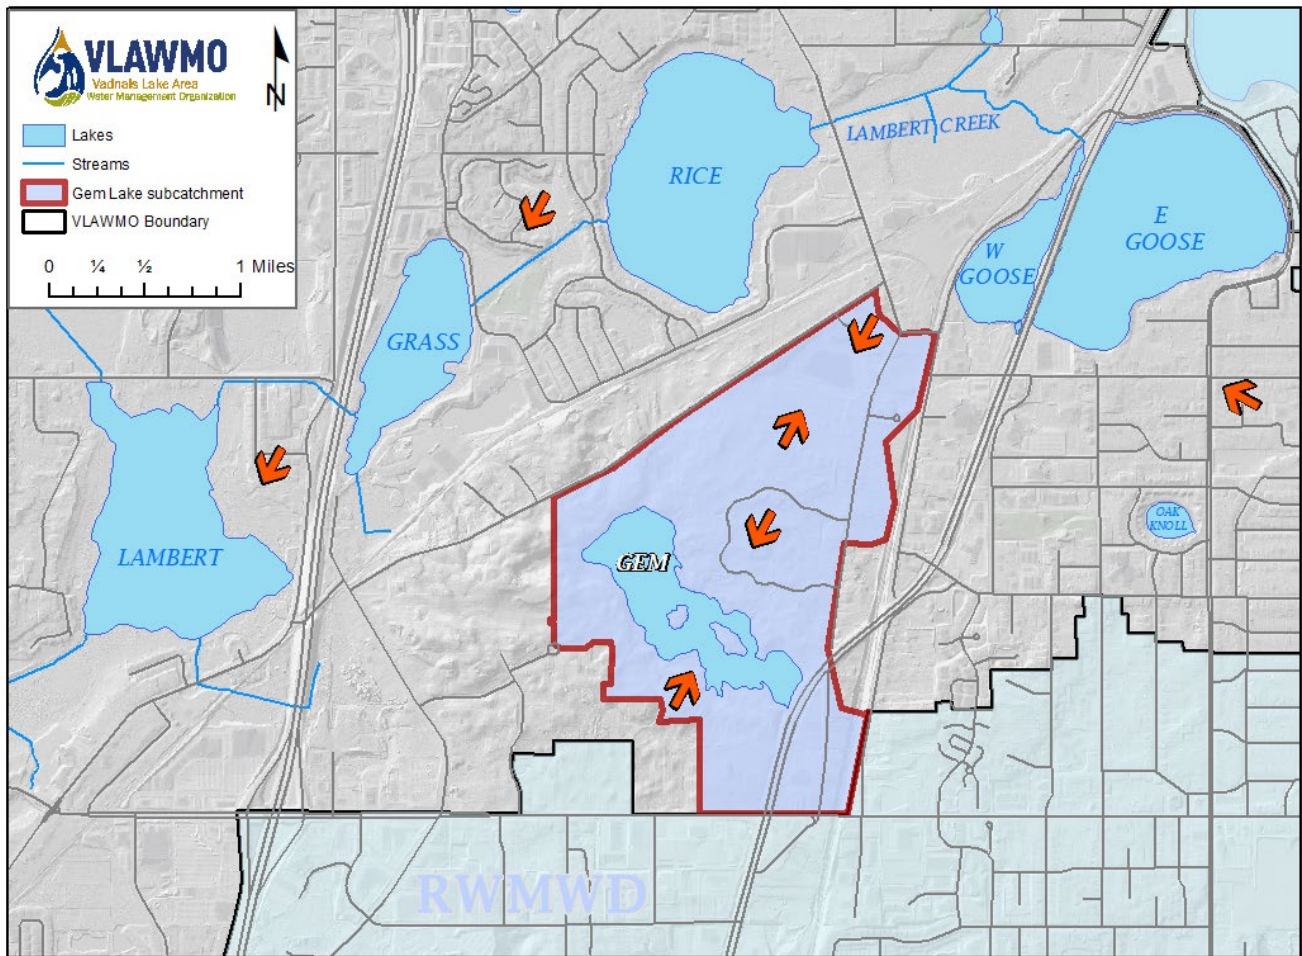 VLAWMO
Vadnais Lake Area
Water Management Organization
N
Lakes
Streams
Gem Lake subcatchment
VLAWMO Boundary
0 ¼ ½ 1 Miles
RICE
LAMBERT CREEK
E
GOOSE
W
GOOSE
GRASS
OAK
KNOLL
LAMBERT
GEM
RWMWD